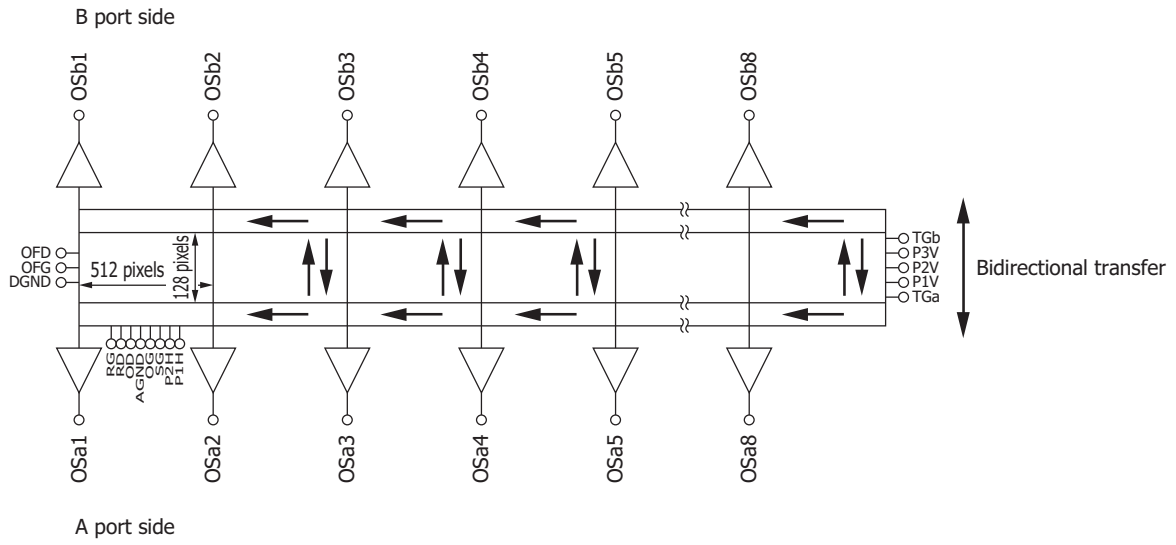 B port side
OSb1
OSb2
OSb3
OSb4
OSb5
OSb8
OFD
OFG
DGND
512 pixels
128 pixels
TGb
P3V
P2V
P1V
TGa
Bidirectional transfer
RG
RD
OD
AGND
OG
SG
P2H
P1H
OSa1
OSa2
OSa3
OSa4
OSa5
OSa8
A port side